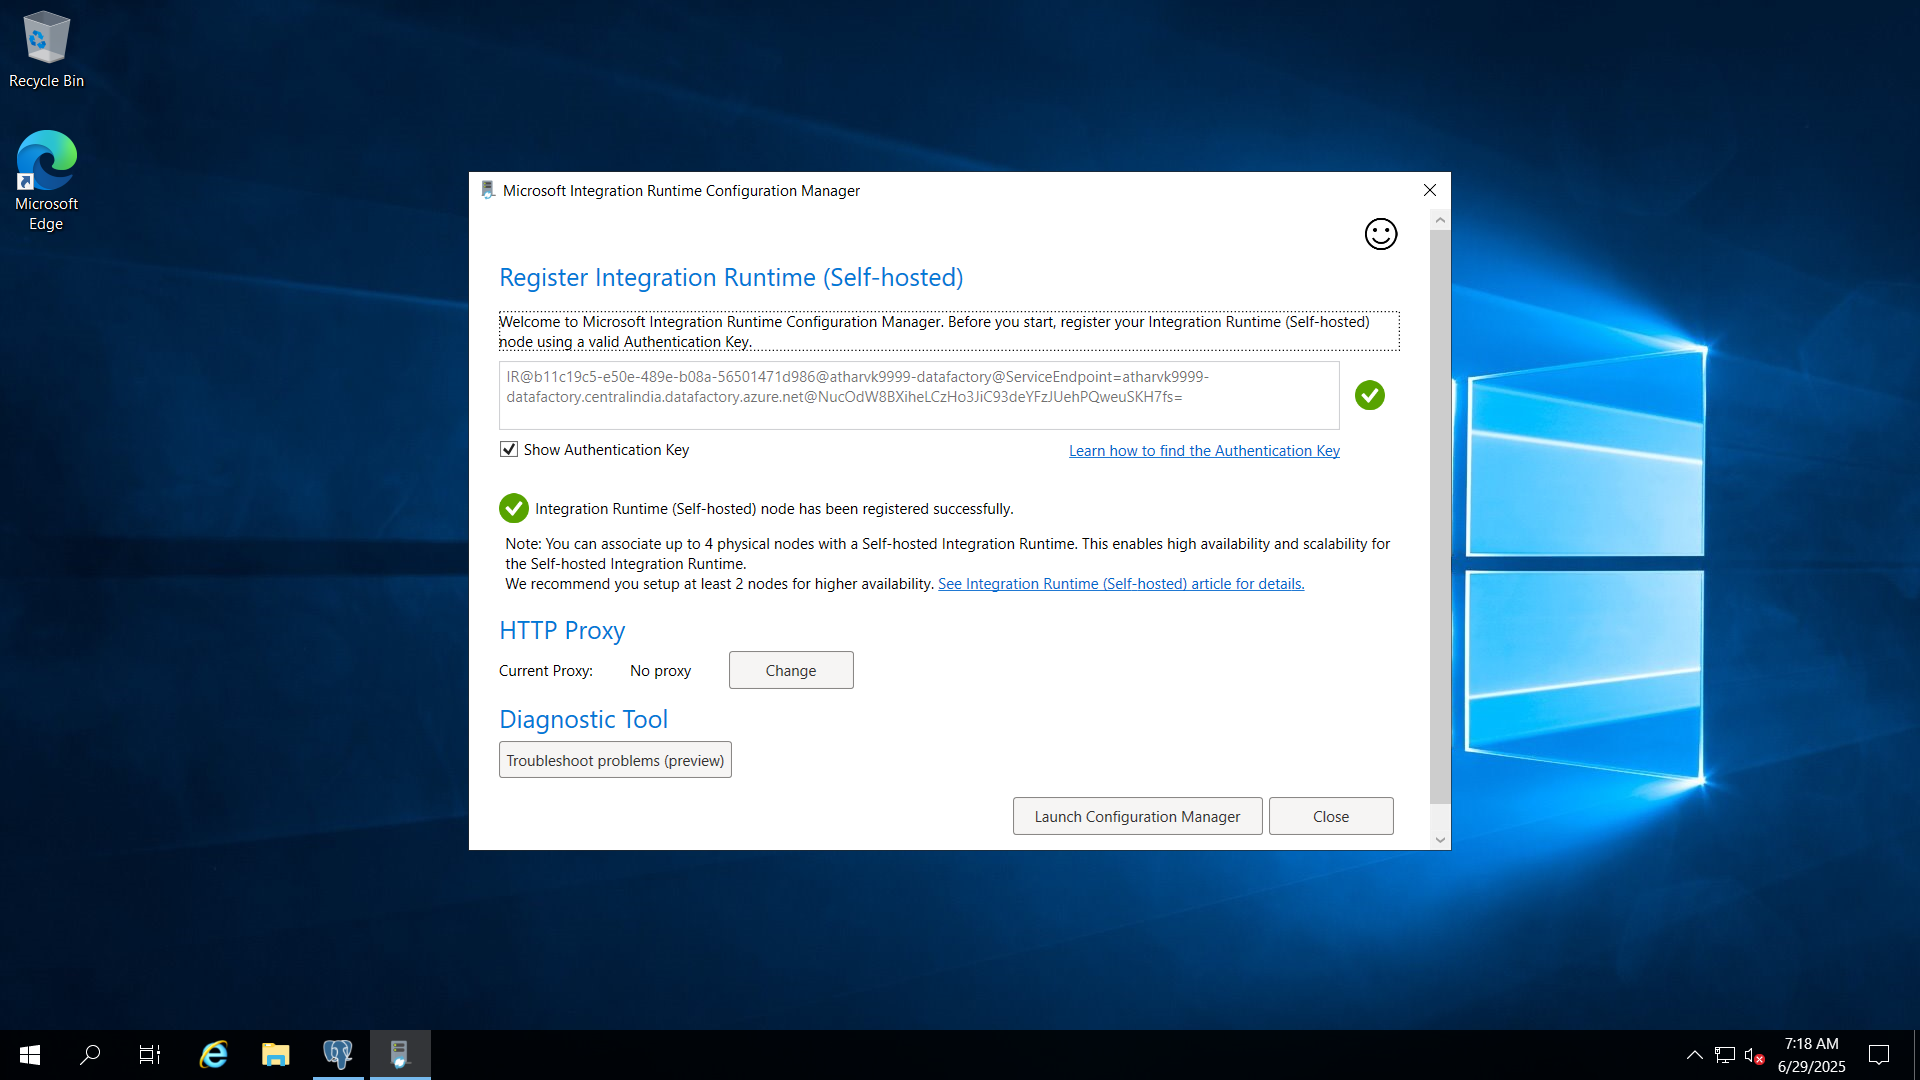 Recycle Bin
Microsoft
Edge
Microsoft Integration Runtime Configuration Manager
Register Integration Runtime (Self-hosted)
Welcome to Microsoft Integration Runtime Configuration Manager. Before you start, register your Integration Runtime (Self-hosted)
node using a valid Authentication Key.
IR@b11c19c5-e50e-489e-b08a-56501471d986@atharvk9999-datafactory@ServiceEndpoint=atharvk9999-
datafactory.centralindia.datafactory.azure.net@NucOdW8BXiheLCzHo3JiC93deYFzJUehPQweuSKH7fs=
Show Authentication Key
Learn how to find the Authentication Key
Integration Runtime (Self-hosted) node has been registered successfully.
Note: You can associate up to 4 physical nodes with a Self-hosted Integration Runtime. This enables high availability and scalability for
the Self-hosted Integration Runtime.
We recommend you setup at least 2 nodes for higher availability. See Integration Runtime (Self-hosted) article for details.
HTTP Proxy
Current Proxy: No proxy Change
Diagnostic Tool
Troubleshoot problems (preview)
Launch Configuration Manager Close
7:18 AM
6/29/2025